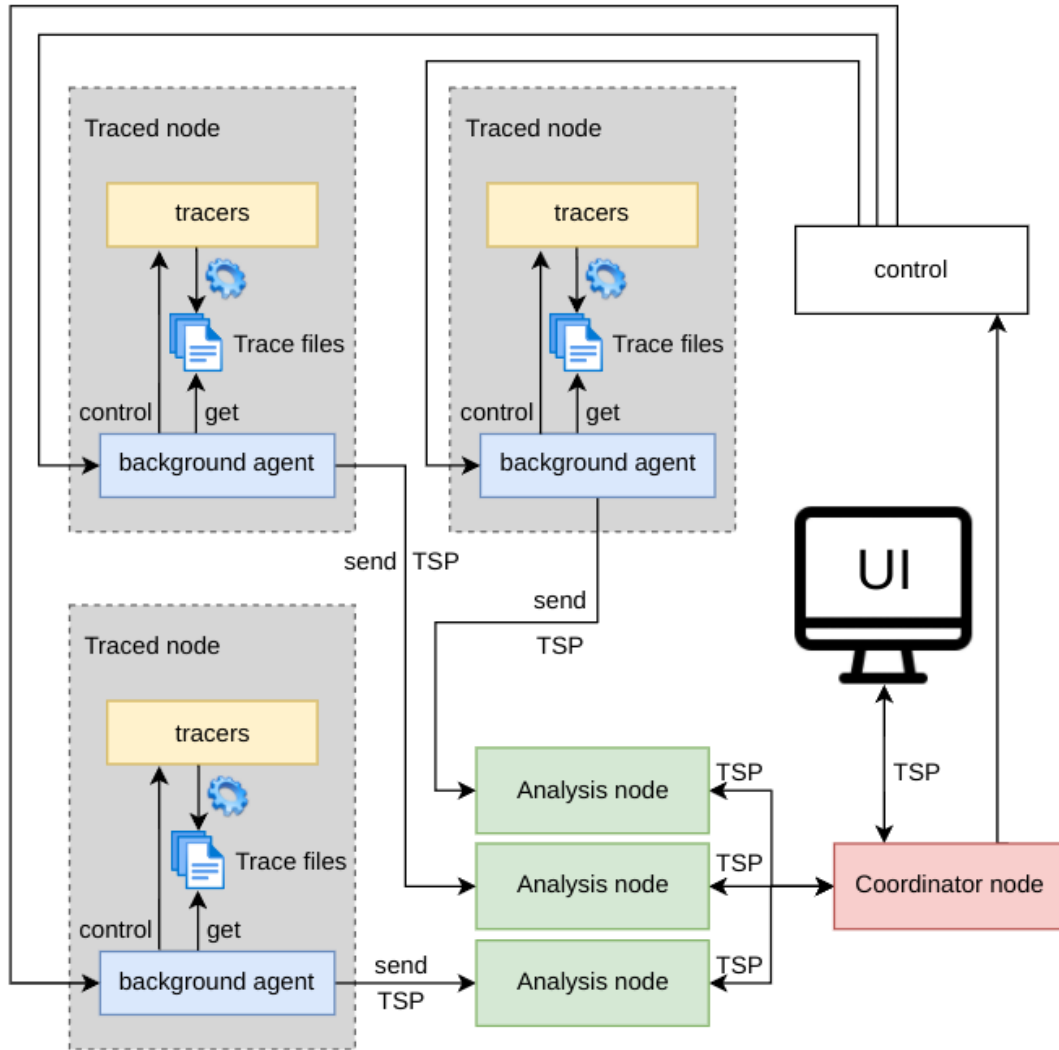 Traced node
tracers
Trace files
control
get
background agent
Traced node
tracers
Trace files
control
get
background agent
control
send
TSP
send
TSP
UI
Traced node
tracers
Trace files
control
get
background agent
send
TSP
Analysis node
TSP
Analysis node
TSP
Analysis node
TSP
TSP
Coordinator node